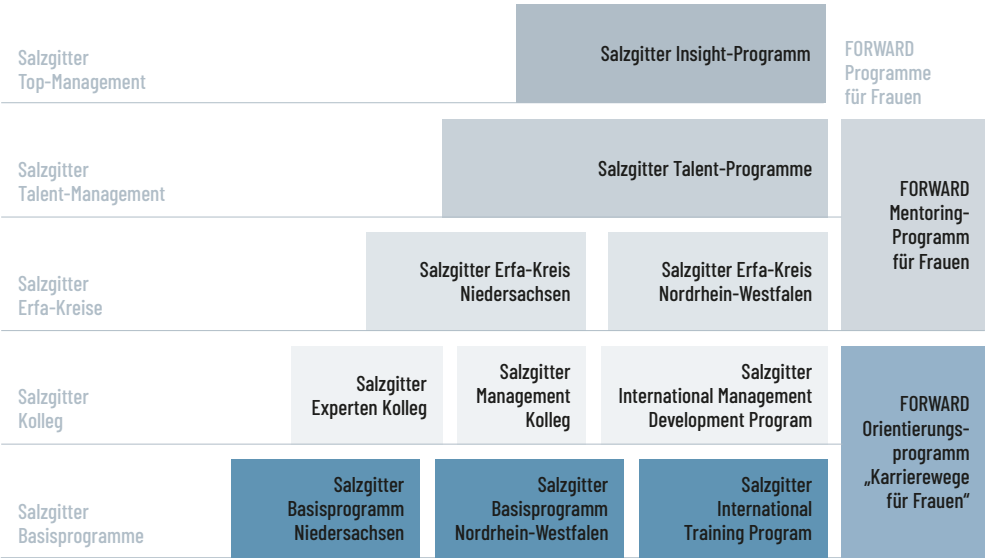 Salzgitter
Top-Management
Salzgitter Insight-Programm
FORWARD
Programme
für Frauen
Salzgitter
Talent-Management
Salzgitter Talent-Programme
FORWARD
Mentoring-
Programm
für Frauen
Salzgitter
Erfa-Kreise
Salzgitter Erfa-Kreis
Niedersachsen
Salzgitter Erfa-Kreis
Nordrhein-Westfalen
Salzgitter
Kolleg
Salzgitter
Experten Kolleg
Salzgitter
Management
Kolleg
Salzgitter
International Management
Development Program
FORWARD
Orientierungs-
programm
„Karrierewege
für Frauen“
Salzgitter
Basisprogramme
Salzgitter
Basisprogramm
Niedersachsen
Salzgitter
Basisprogramm
Nordrhein-Westfalen
Salzgitter
International
Training Program